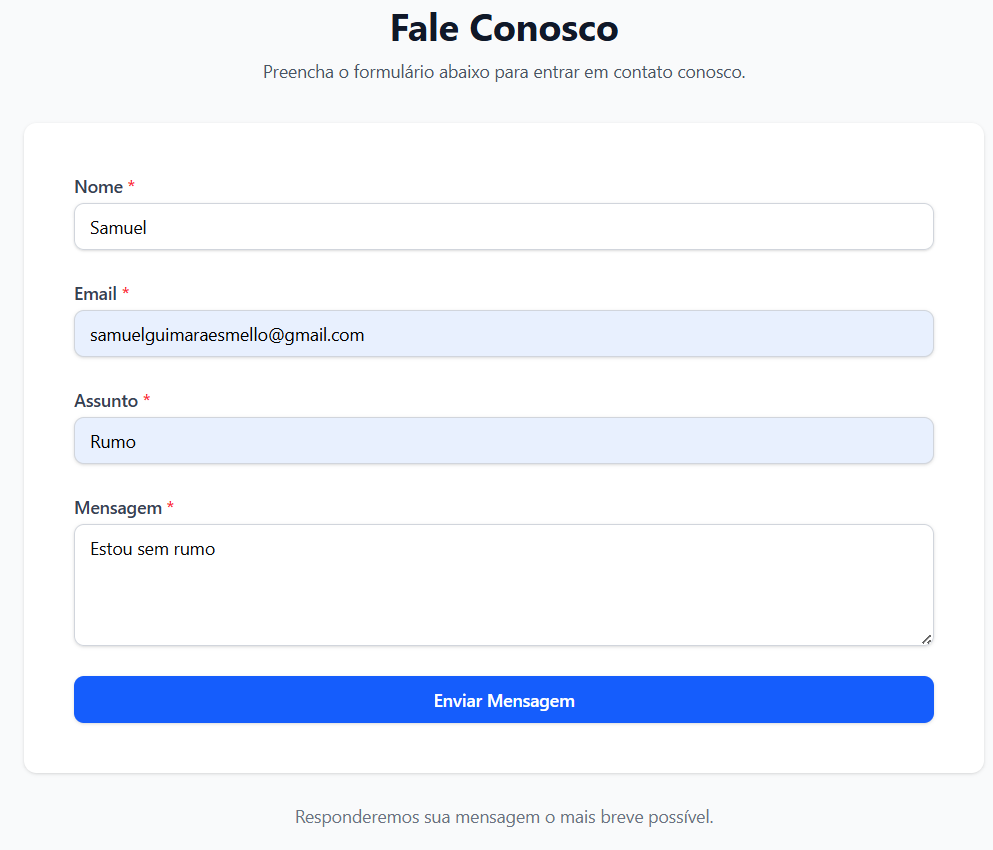 Fale Conosco
Preencha o formulário abaixo para entrar em contato conosco.
Nome *
Samuel
Email *
samuelguimaraesmello@gmail.com
Assunto *
Rumo
Mensagem *
Estou sem rumo
Enviar Mensagem
Responderemos sua mensagem o mais breve possível.